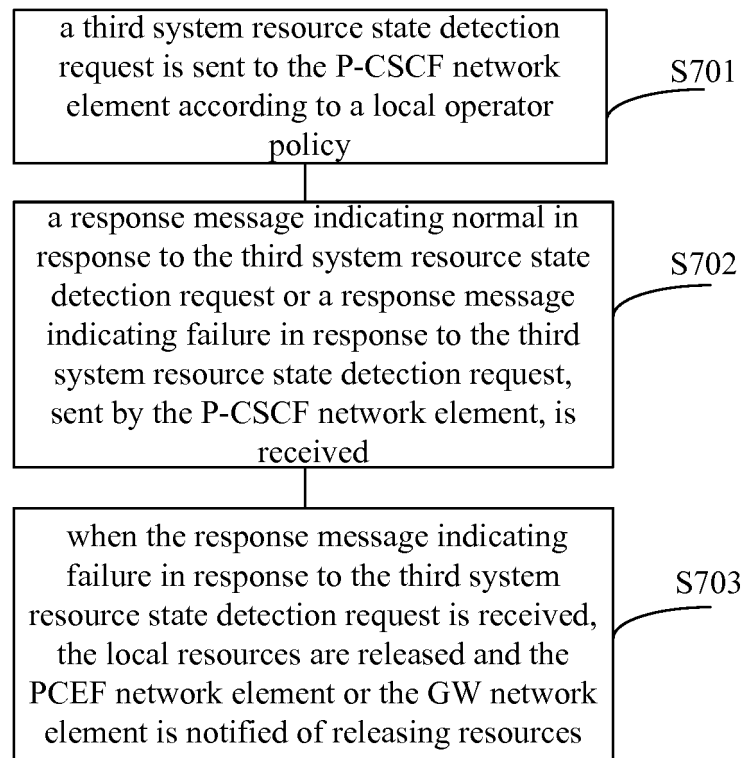 a third system resource state detection
request is sent to the P-CSCF network
element according to a local operator
policy
S701
a response message indicating normal in
response to the third system resource state
detection request or a response message
indicating failure in response to the third
system resource state detection request,
sent by the P-CSCF network element, is
received
S702
when the response message indicating
failure in response to the third system
resource state detection request is received,
the local resources are released and the
PCEF network element or the GW network
element is notified of releasing resources
S703